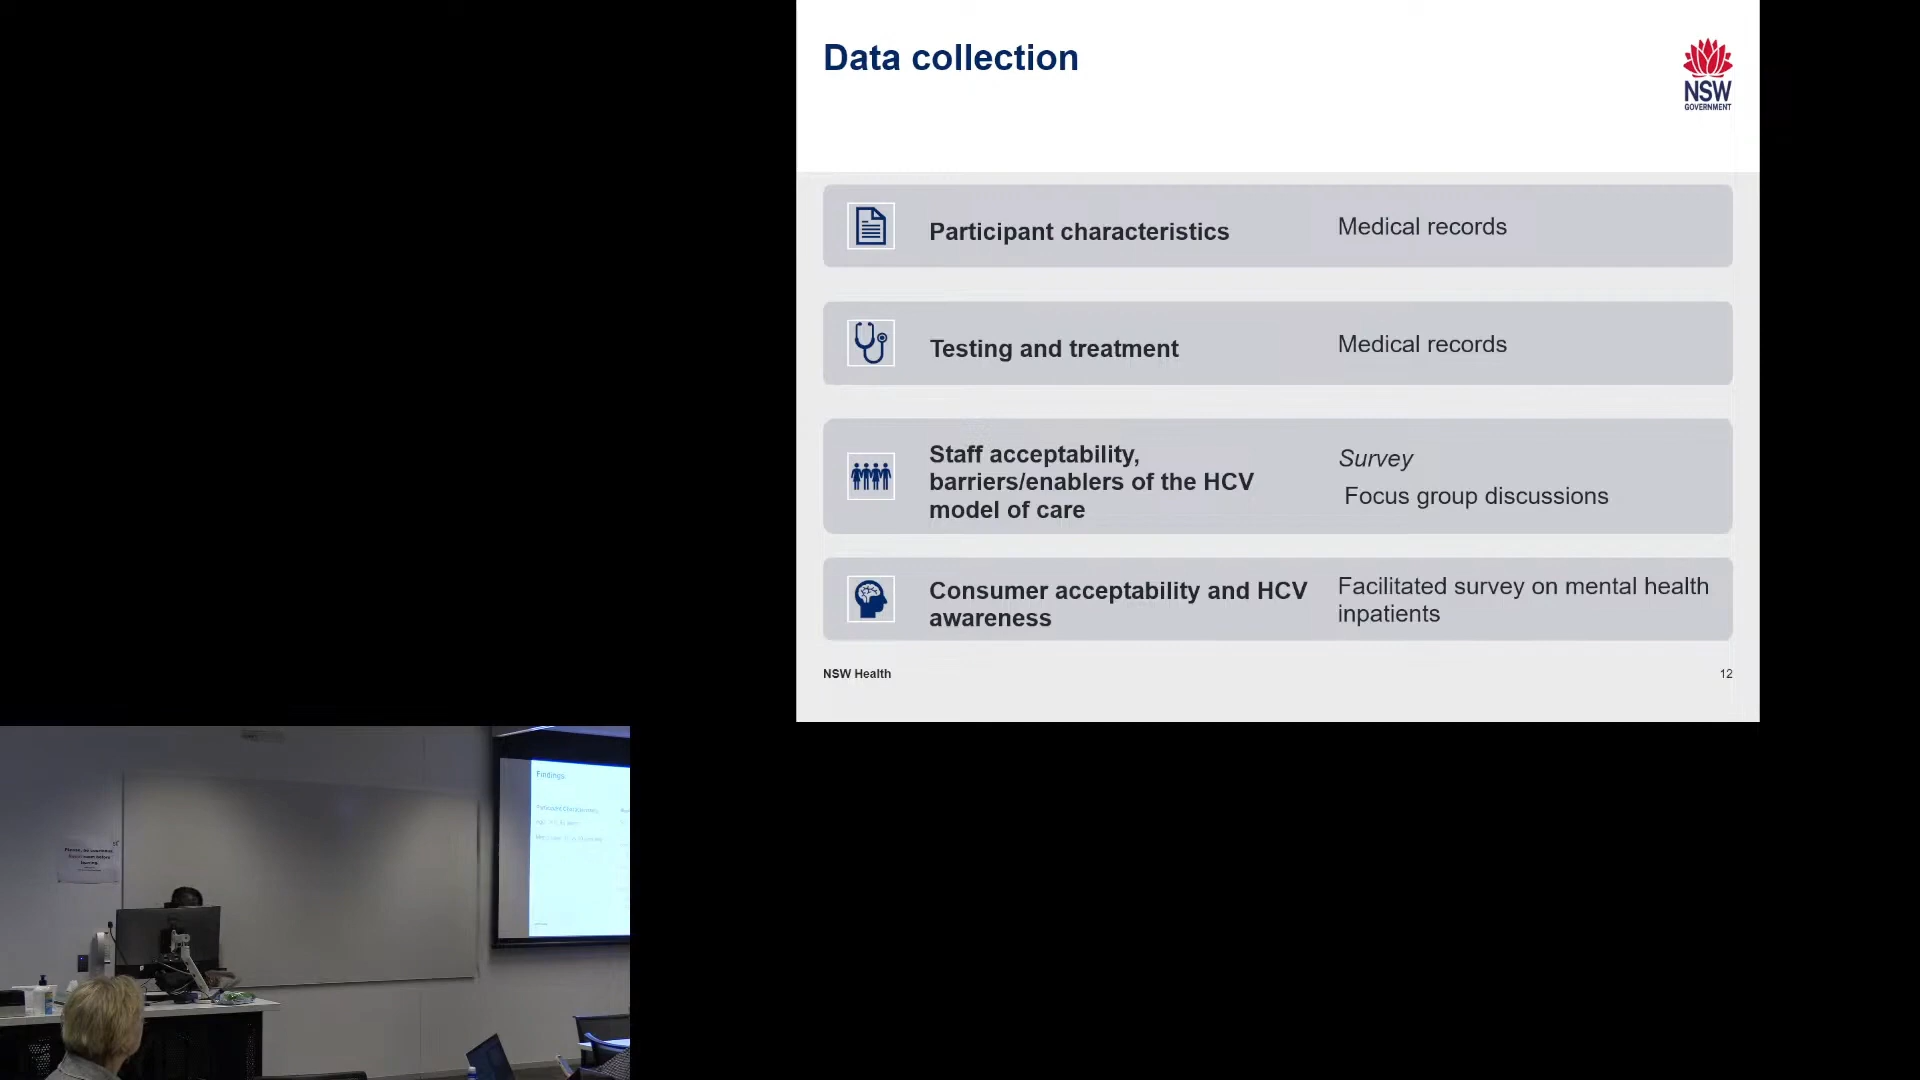 Data collection
NSW
GOVERNMENT
Participant characteristics
Medical records
Testing and treatment
Medical records
Staff acceptability,
barriers/enablers of the HCV
model of care
Survey
Focus group discussions
Consumer acceptability and HCV
awareness
Facilitated survey on mental health
inpatients
NSW Health
12
Findings